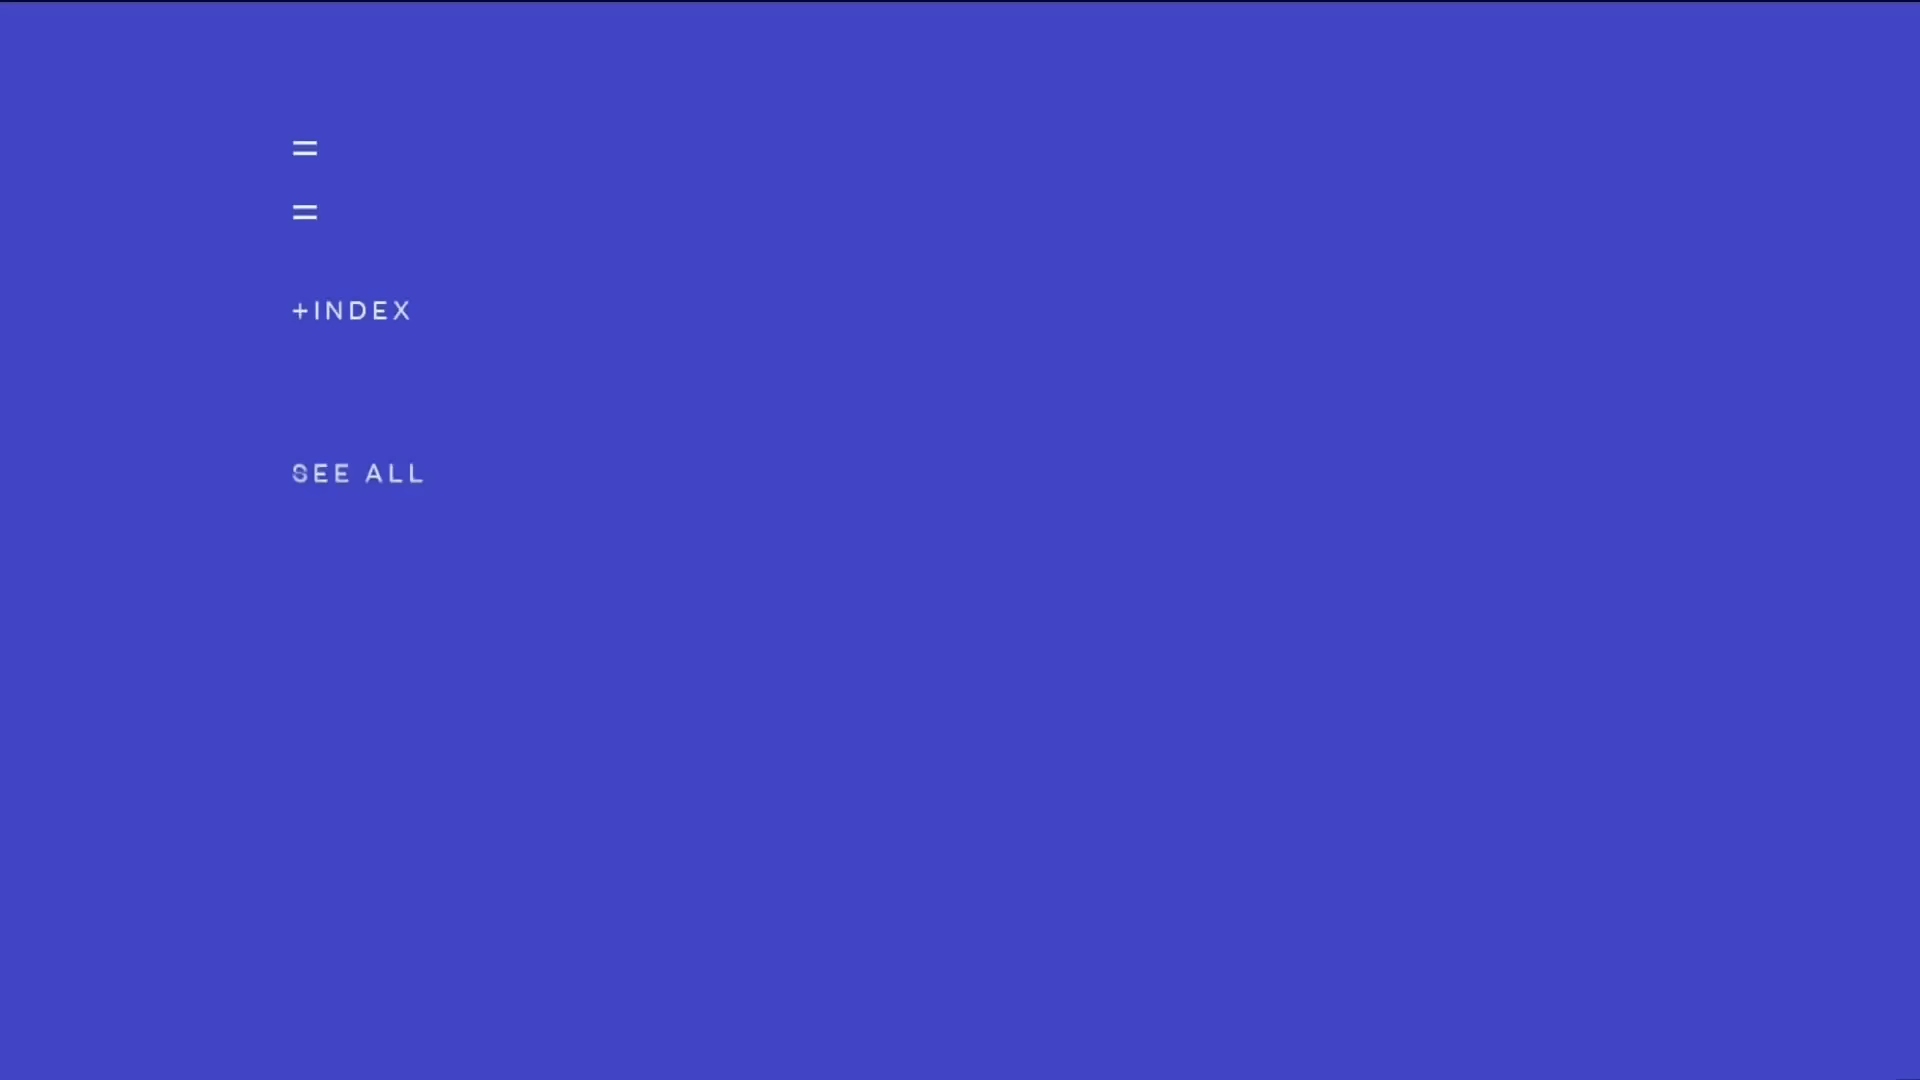 =
=
+INDEX
SEE ALL